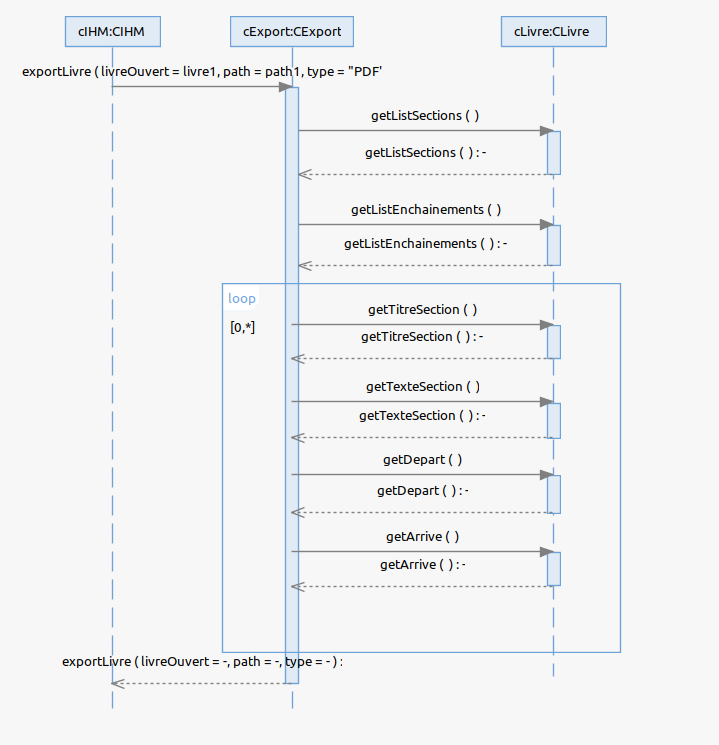 cIHM:CIHM
cExport:CExport
cLivre:CLivre
exportLivre ( livreOuvert = livre1, path = path1, type = "PDF'
getListSections ( )
getListSections ( ) : -
getListEnchainements ( )
getListEnchainements ( ) : -
loop
[0,*]
getTitreSection ( )
getTitreSection ( ) : -
getTexteSection ( )
getTexteSection ( ) : -
getDepart ( )
getDepart ( ) : -
getArrive ( )
getArrive ( ) : -
exportLivre ( livreOuvert = -, path = -, type = - ) :